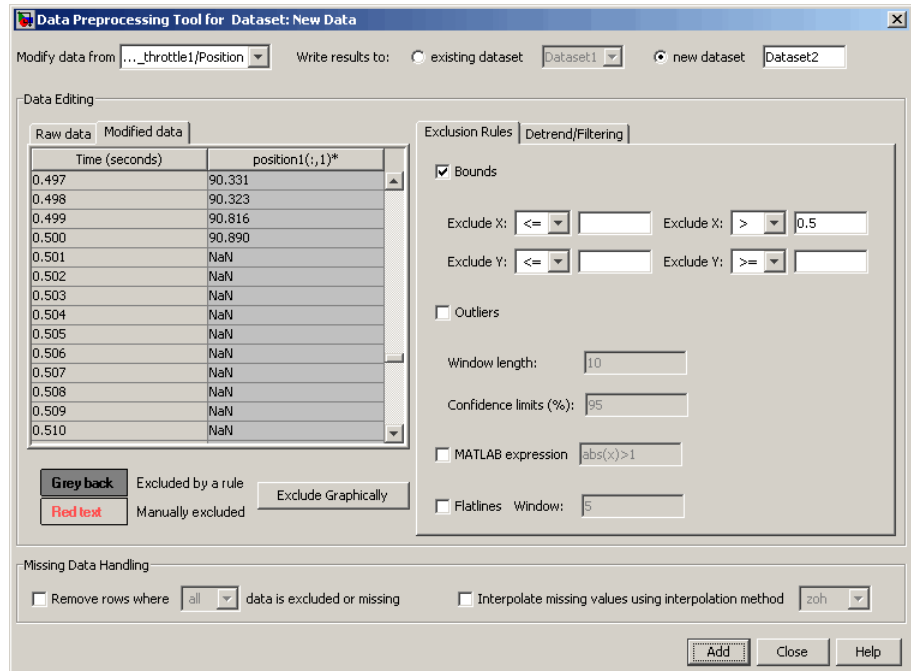 Data Preprocessing Tool for Dataset: New Data
Modify data from ..._throttle1/Position Write results to: existing dataset Dataset1 new dataset Dataset2
Data Editing
Raw data Modified data
Time (seconds) position1(:,1)*
0.497 90.331
0.498 90.323
0.499 90.816
0.500 90.890
0.501 NaN
0.502 NaN
0.503 NaN
0.504 NaN
0.505 NaN
0.506 NaN
0.507 NaN
0.508 NaN
0.509 NaN
0.510 NaN
Grey back Excluded by a rule
Red text Manually excluded
Exclude Graphically
Exclusion Rules Detrend/Filtering
Bounds
Exclude X: <= Exclude X: > 0.5
Exclude Y: <= Exclude Y: >=
Outliers
Window length: 10
Confidence limits (%): 95
MATLAB expression abs(x)>1
Flatlines Window: 5
Missing Data Handling
Remove rows where all data is excluded or missing Interpolate missing values using interpolation method zoh
Add Close Help